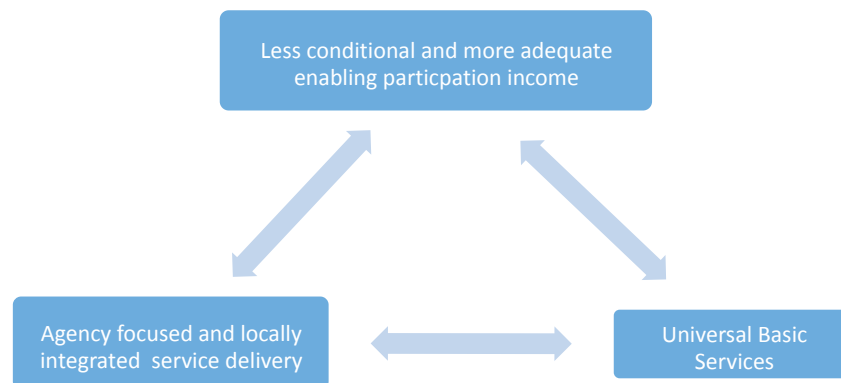 Less conditional and more adequate
enabling particpation income
Agency focused and locally
integrated service delivery
Universal Basic
Services